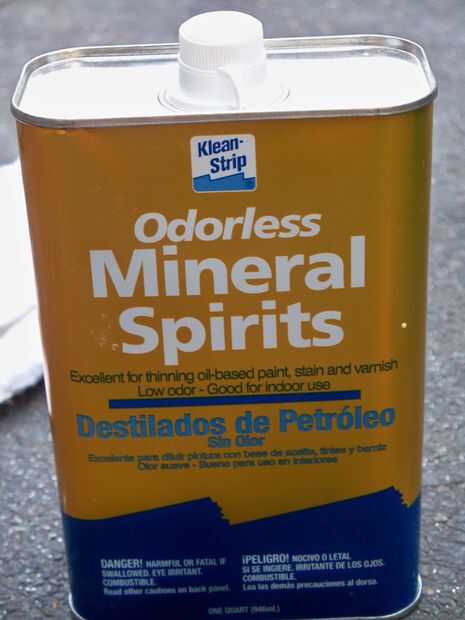 Klean-
Strip
Odorless
Mineral
Spirits
Excellent for thinning oil-based paint, stain and varnish
Low odor - Good for indoor use
Destilados de Petróleo
Sin Olor
Excelente para diluir pintura con base de aceite, tintes y barniz
Olor suave - Bueno para uso en interiores
DANGER! HARMFUL OR FATAL IF
SWALLOWED. EYE IRRITANT.
COMBUSTIBLE.
Read other cautions on back panel.
¡PELIGRO! NOCIVO O LETAL
SI SE INGIERE. IRRITANTE DE LOS OJOS.
COMBUSTIBLE.
Lea las demás precauciones al dorso.
ONE QUART (946mL)